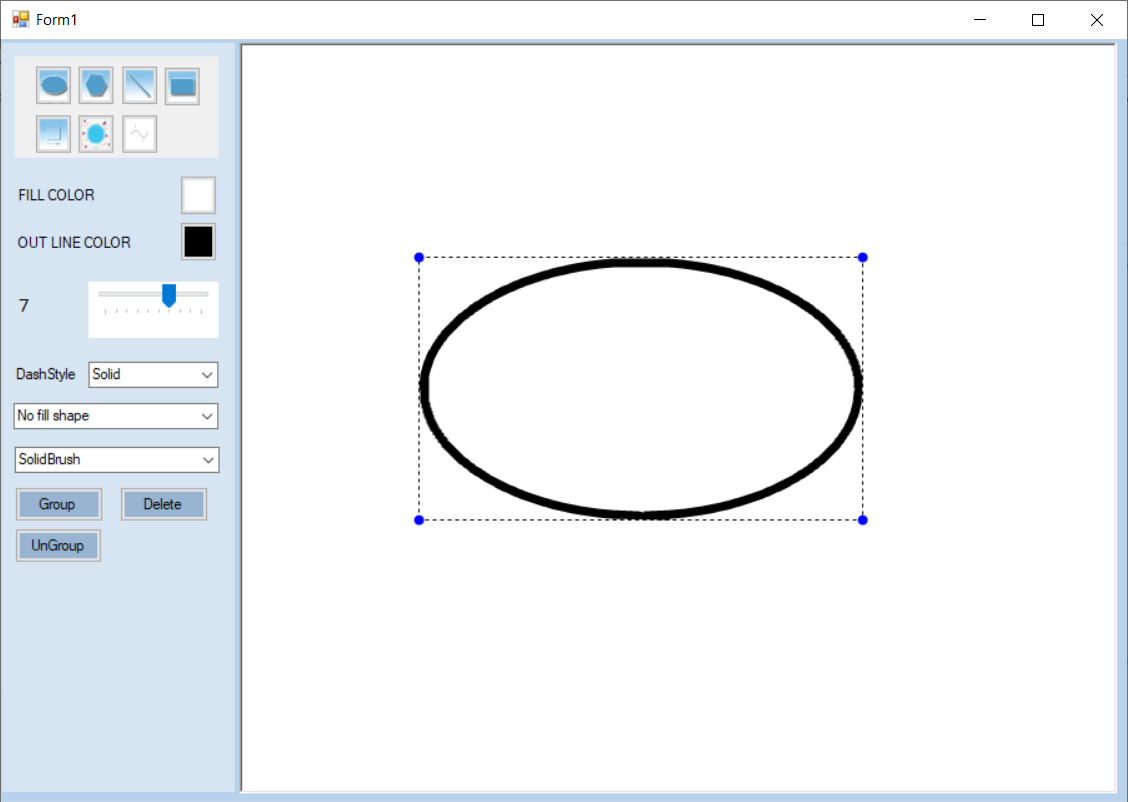 Form1
FILL COLOR
OUT LINE COLOR
7
DashStyle Solid
No fill shape
SolidBrush
Group Delete
UnGroup